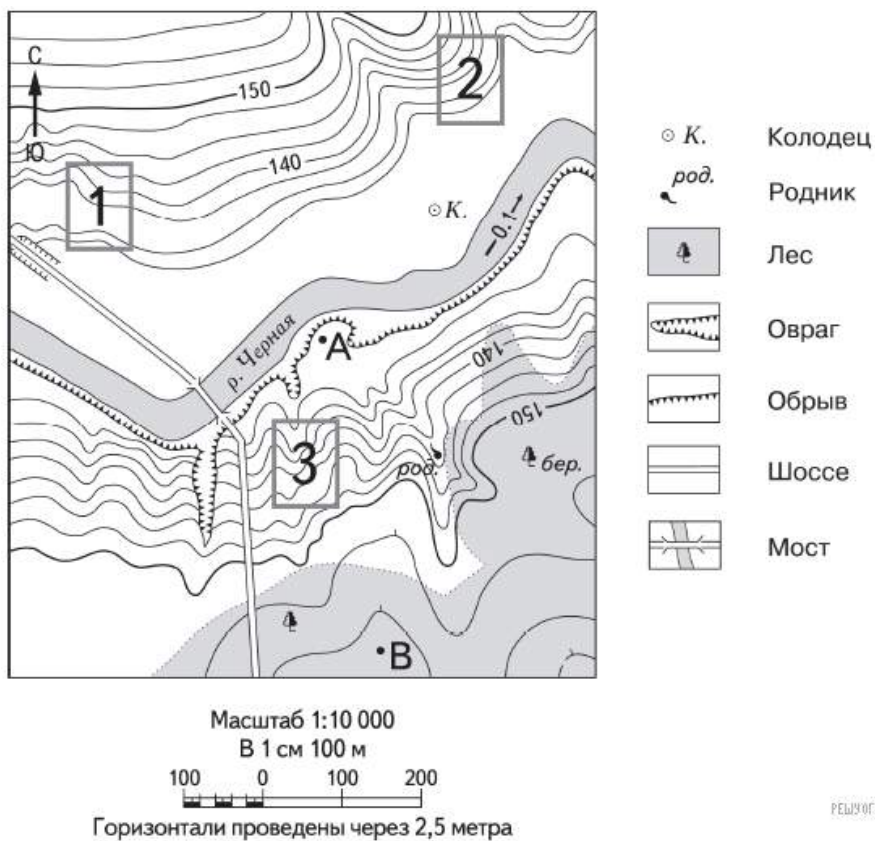 С
Ю
150
140
1
2
К.
0.1
р. Черная
А
140
150
3
род.
бер.
В
К. Колодец
род. Родник
Лес
Овраг
Обрыв
Шоссе
Мост
Масштаб 1:10 000
В 1 см 100 м
100 0 100 200
Горизонтали проведены через 2,5 метра